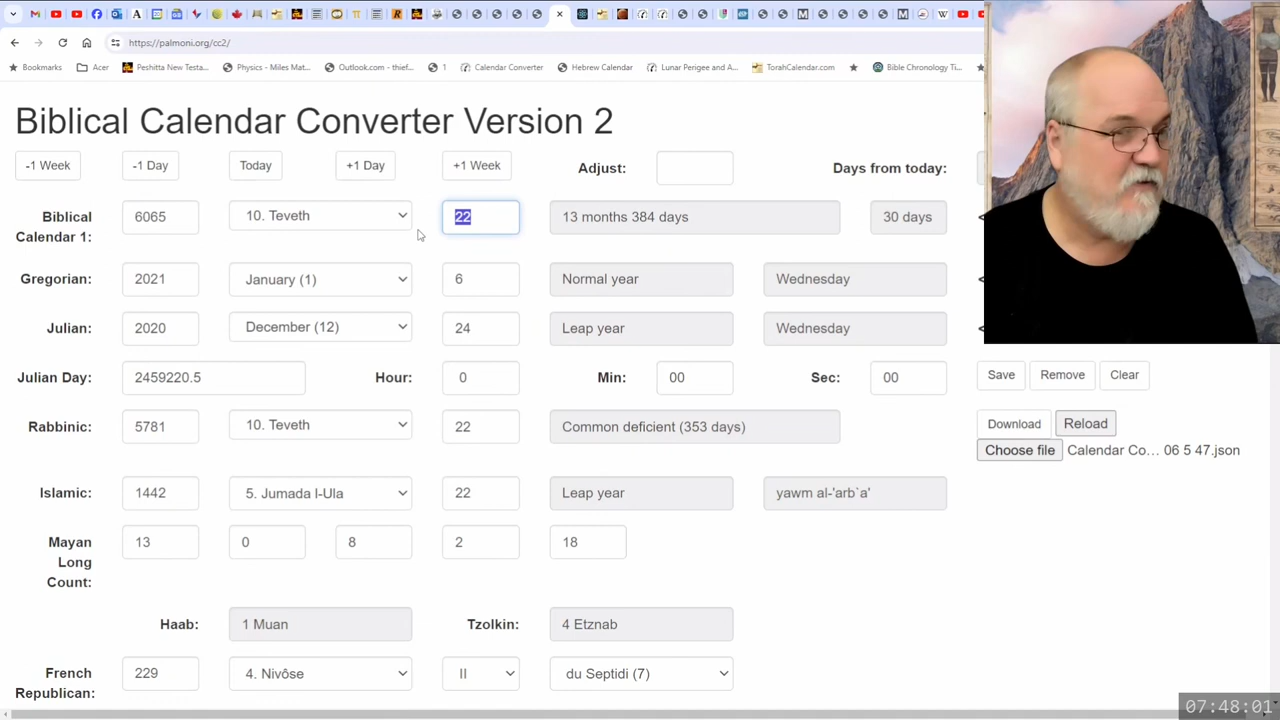 https://palmoni.org/cc2/
Bookmarks Acer Peshitta New Testa... Physics - Miles Mat... Outlook.com - thief... 1 Calendar Converter Hebrew Calendar Lunar Perigee and A... TorahCalendar.com Bible Chronology Ti...
Biblical Calendar Converter Version 2
-1 Week -1 Day Today +1 Day +1 Week Adjust: Days from today:
Biblical Calendar 1: 6065 10. Teveth 22 13 months 384 days 30 days
Gregorian: 2021 January (1) 6 Normal year Wednesday
Julian: 2020 December (12) 24 Leap year Wednesday
Julian Day: 2459220.5 Hour: 0 Min: 00 Sec: 00 Save Remove Clear
Rabbinic: 5781 10. Teveth 22 Common deficient (353 days) Download Reload
Choose file Calendar Co... 06 5 47.json
Islamic: 1442 5. Jumada I-Ula 22 Leap year yawm al-'arb`a'
Mayan Long Count: 13 0 8 2 18
Haab: 1 Muan Tzolkin: 4 Etznab
French Republican: 229 4. Nivôse II du Septidi (7)
07:48:01